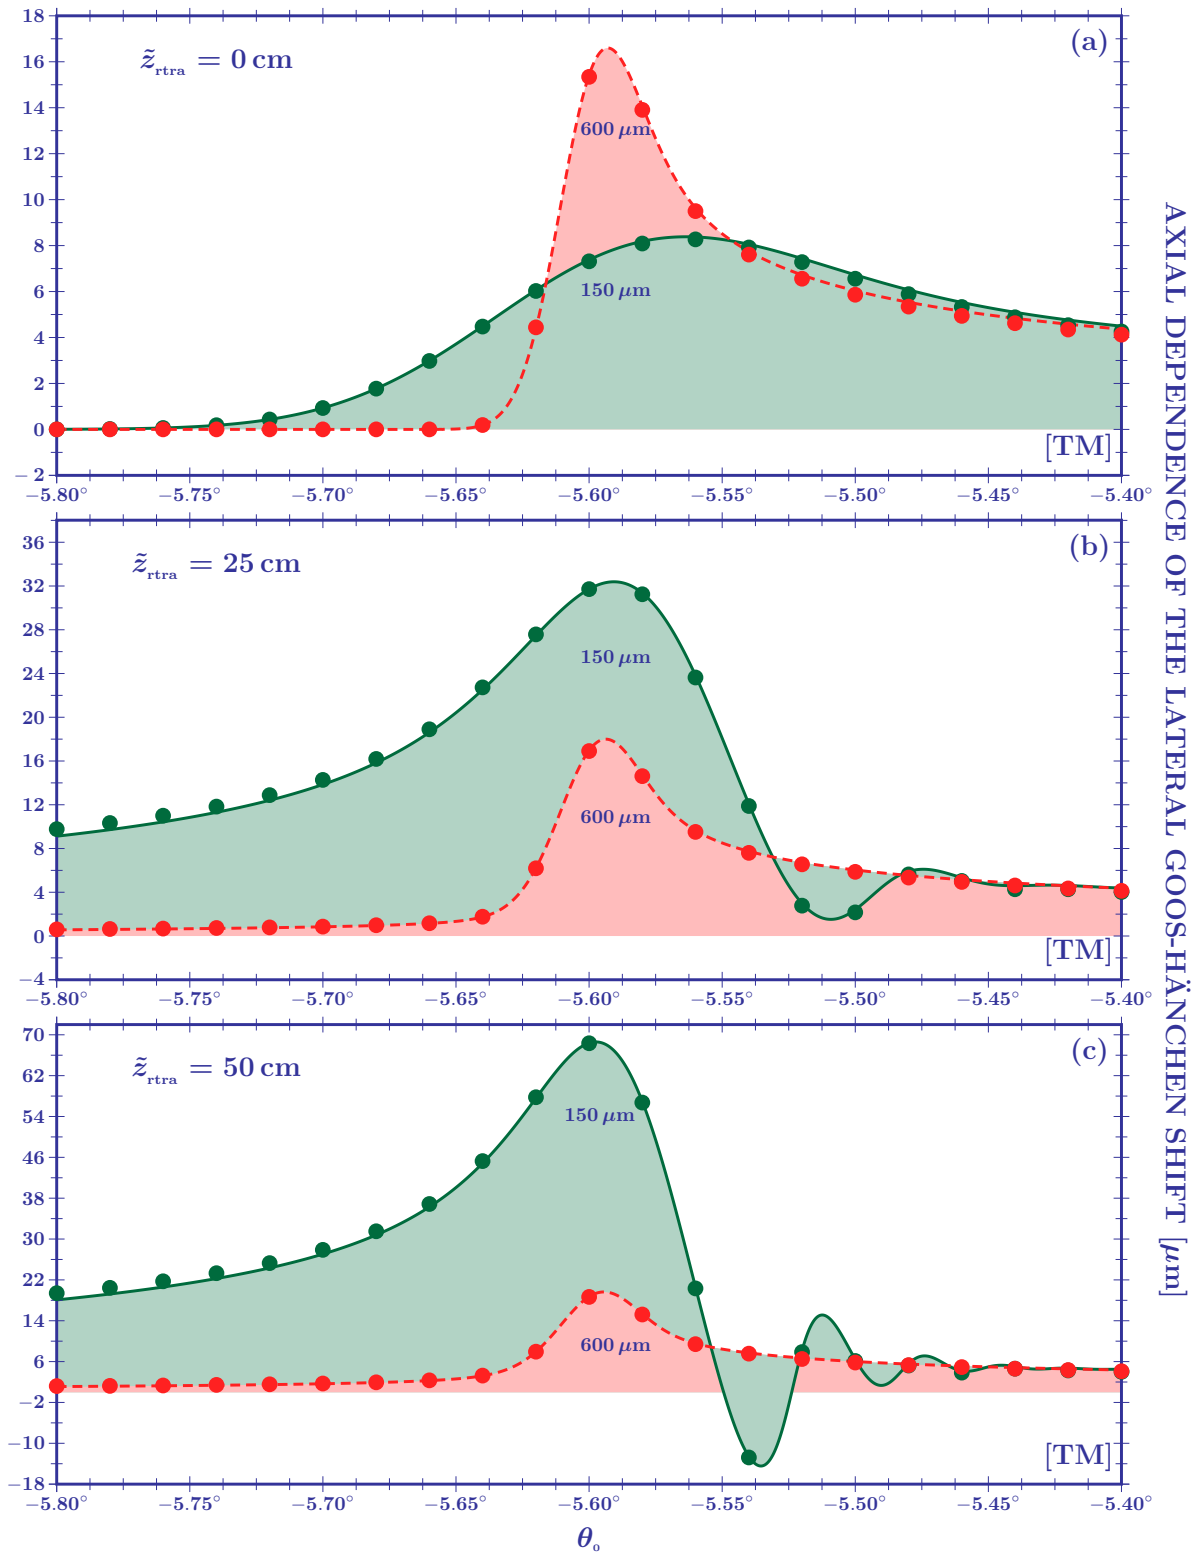 18
16
14
12
10
8
6
4
2
0
−2
z̃rtra = 0 cm
(a)
600 μm
150 μm
[TM]
−5.80° −5.75° −5.70° −5.65° −5.60° −5.55° −5.50° −5.45° −5.40°
36
32
28
24
20
16
12
8
4
0
−4
z̃rtra = 25 cm
(b)
150 μm
600 μm
[TM]
−5.80° −5.75° −5.70° −5.65° −5.60° −5.55° −5.50° −5.45° −5.40°
70
62
54
46
38
30
22
14
6
−2
−10
−18
z̃rtra = 50 cm
(c)
150 μm
600 μm
[TM]
−5.80° −5.75° −5.70° −5.65° −5.60° −5.55° −5.50° −5.45° −5.40°
θ₀
AXIAL DEPENDENCE OF THE LATERAL GOOS-HÄNCHEN SHIFT [μm]